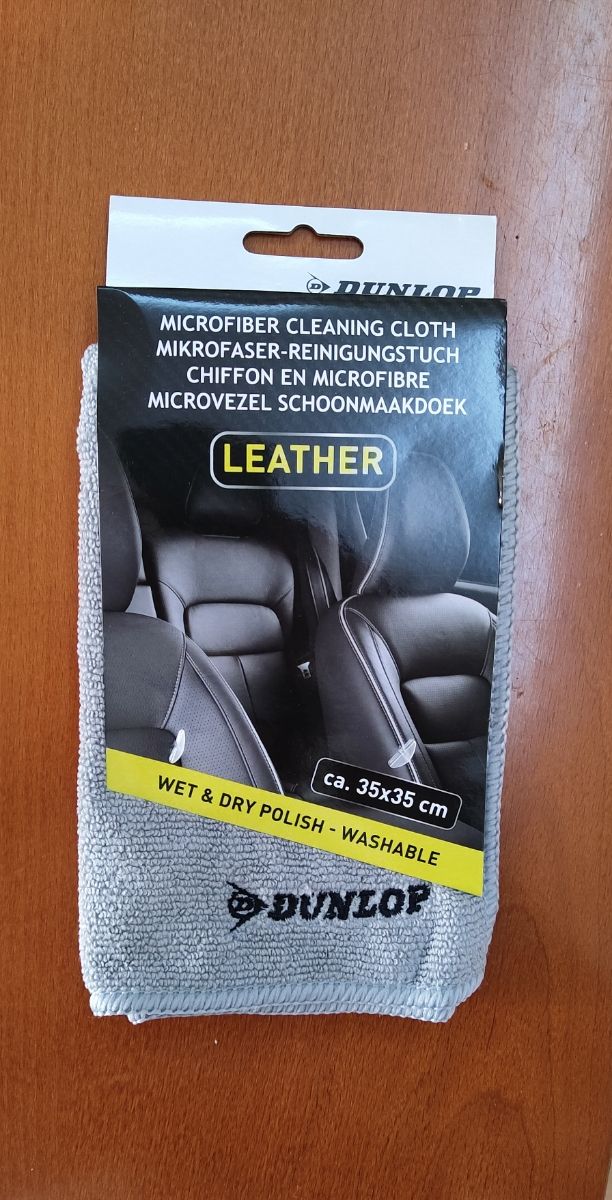 DUNLOP
MICROFIBER CLEANING CLOTH
MIKROFASER-REINIGUNGSTUCH
CHIFFON EN MICROFIBRE
MICROVEZEL SCHOONMAAKDOEK
LEATHER
ca. 35x35 cm
WET & DRY POLISH - WASHABLE
DUNLOP